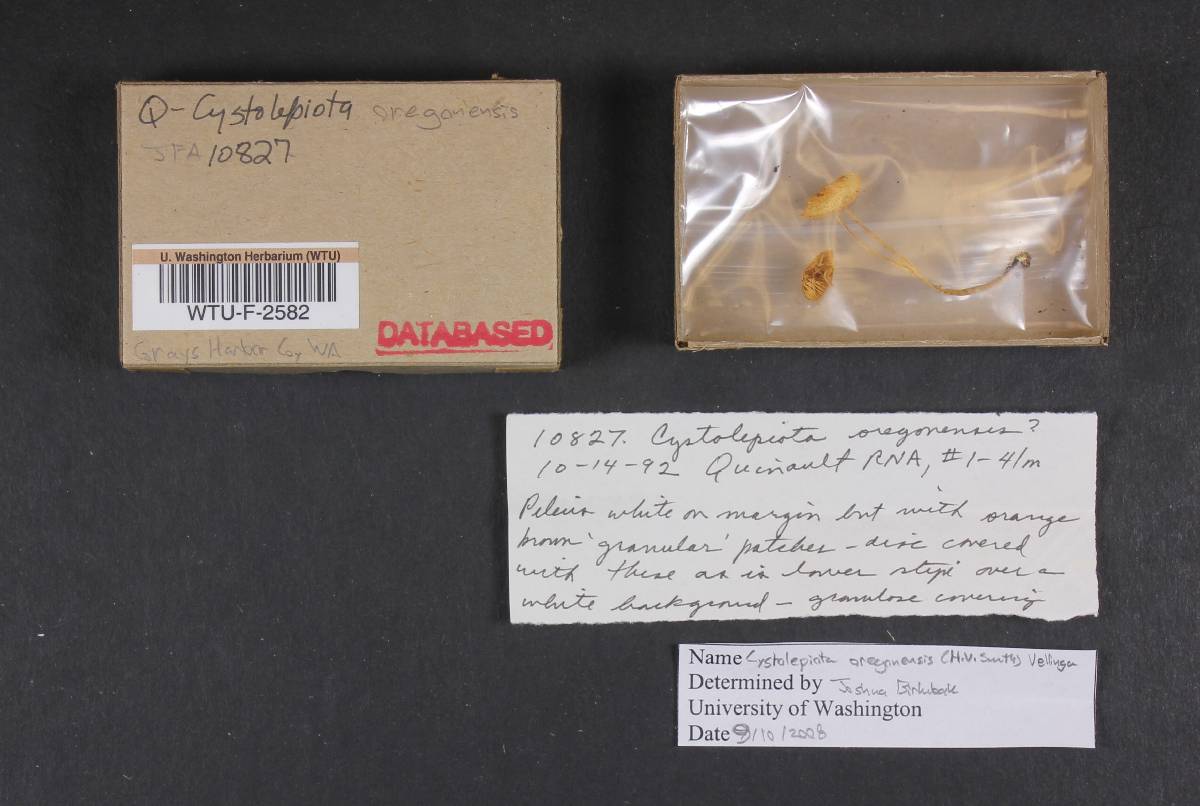 Q-Cystolepiota oregonensis
JFA 10827
U. Washington Herbarium (WTU)
WTU-F-2582
DATABASED
Grays Harbor Co, WA
10827. Cystolepiota oregonensis?
10-14-92 Quinault RNA, #1-4/m
Pileus white on margin but with orange
brown 'granular' patches - disc covered
with these as is lower stipe over a
white background - granulose covering
Name Cystolepiota oregonensis (H.V. Smith) Vellinga
Determined by Joshua Birkebak
University of Washington
Date 9/10/2008